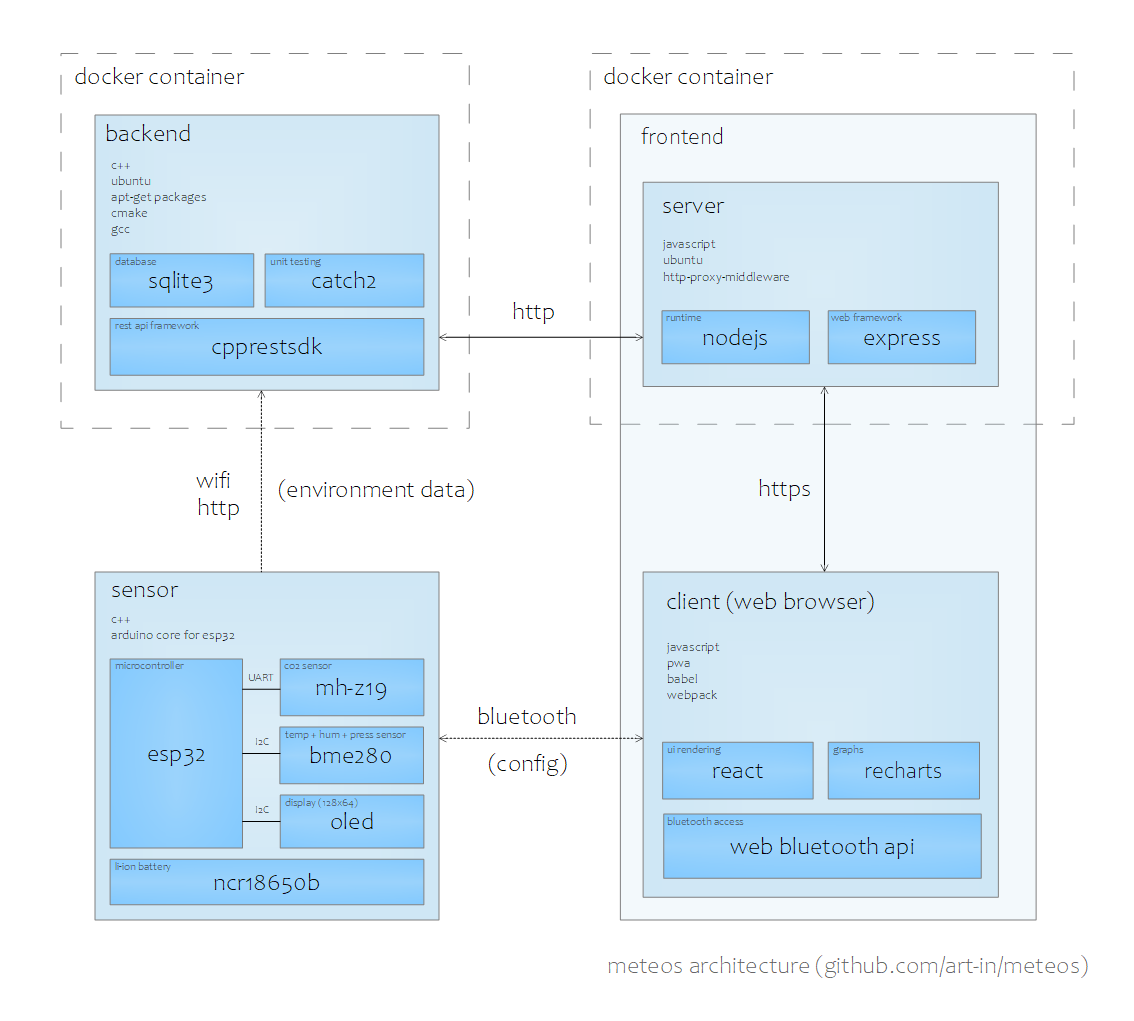 docker container
backend
c++
ubuntu
apt-get packages
cmake
gcc
database
sqlite3
unit testing
catch2
rest api framework
cpprestsdk
http
docker container
frontend
server
javascript
ubuntu
http-proxy-middleware
runtime
nodejs
web framework
express
wifi
http
(environment data)
https
sensor
c++
arduino core for esp32
microcontroller
esp32
UART
co2 sensor
mh-z19
I2C
temp + hum + press sensor
bme280
I2C
display (128x64)
oled
li-ion battery
ncr18650b
bluetooth
(config)
client (web browser)
javascript
pwa
babel
webpack
ui rendering
react
graphs
recharts
bluetooth access
web bluetooth api
meteos architecture (github.com/art-in/meteos)